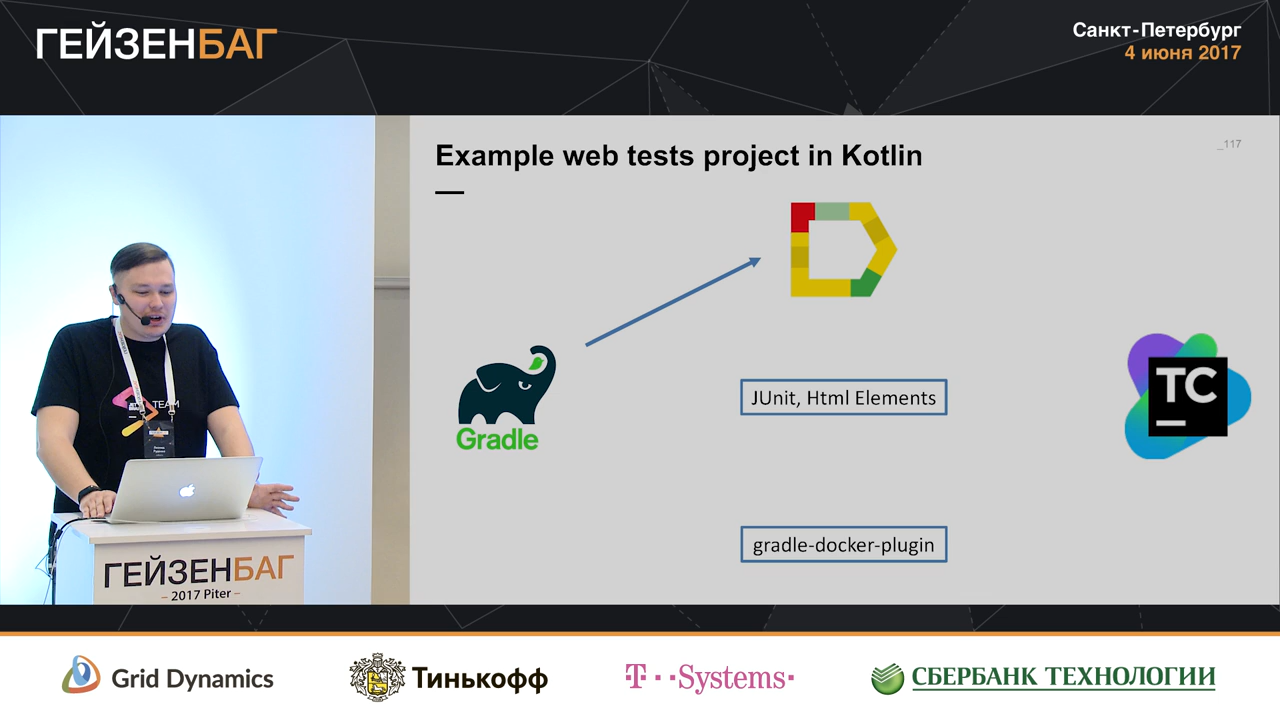 ГЕЙЗЕНБАГ
Санкт-Петербург
4 июня 2017
Example web tests project in Kotlin
_117
Gradle
JUnit, Html Elements
TC
gradle-docker-plugin
TEAM
ГЕЙЗЕНБАГ
– 2017 Piter –
Grid Dynamics
Тинькофф
T··Systems·
СБЕРБАНК ТЕХНОЛОГИИ